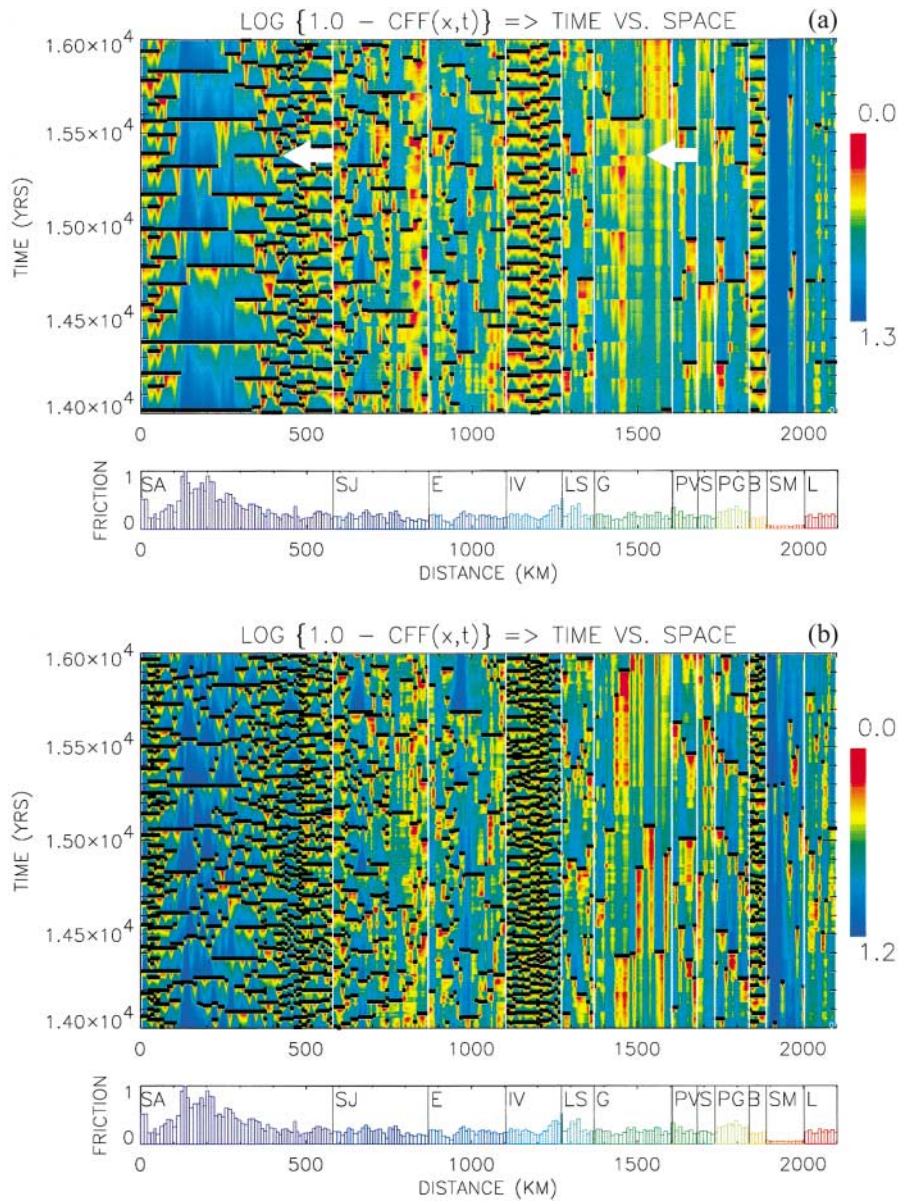 LOG {1.0 − CFF(x,t)} => TIME VS. SPACE (a)
1.60×10⁴
1.55×10⁴
1.50×10⁴
1.45×10⁴
1.40×10⁴
TIME (YRS)
0.0
1.3
0 500 1000 1500 2000
FRICTION
1
0
SA SJ E IV LS G PV S PG B SM L
0 500 1000 1500 2000
DISTANCE (KM)
LOG {1.0 − CFF(x,t)} => TIME VS. SPACE (b)
1.60×10⁴
1.55×10⁴
1.50×10⁴
1.45×10⁴
1.40×10⁴
TIME (YRS)
0.0
1.2
0 500 1000 1500 2000
FRICTION
1
0
SA SJ E IV LS G PV S PG B SM L
0 500 1000 1500 2000
DISTANCE (KM)